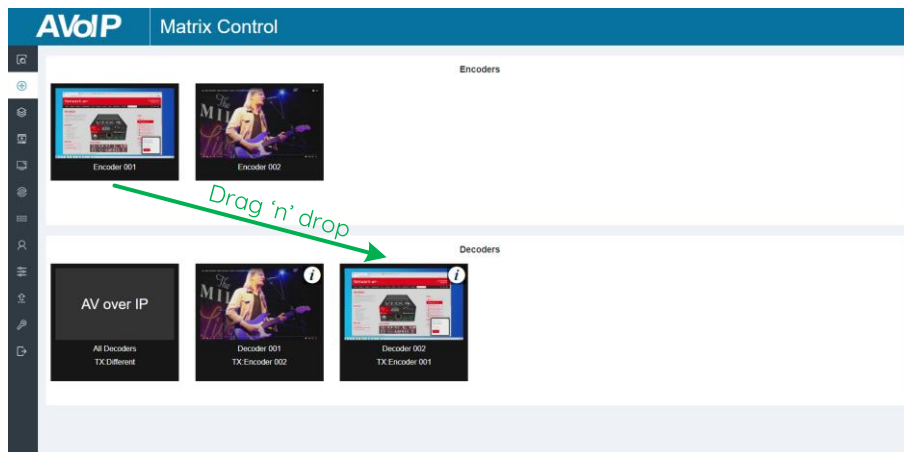 AVoIP Matrix Control
Encoders
Encoder 001
Encoder 002
Drag 'n' drop
Decoders
AV over IP
All Decoders
TX:Different
i
Decoder 001
TX:Encoder 002
i
Decoder 002
TX:Encoder 001